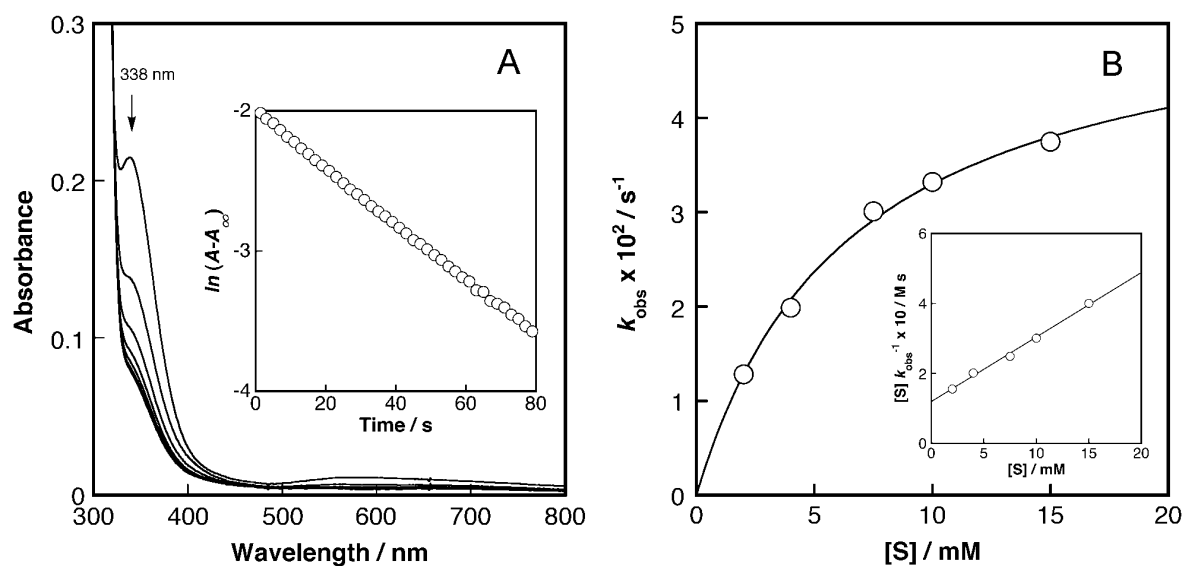 A
338 nm
Absorbance
0.3
0.2
0.1
0
300 400 500 600 700 800
Wavelength / nm
ln (A-A∞)
-2
-3
-4
0 20 40 60 80
Time / s
B
kobs x 10² / s⁻¹
5
4
3
2
1
0
0 5 10 15 20
[S] / mM
[S] kobs⁻¹ x 10 / M s
6
4
2
0
0 5 10 15 20
[S] / mM